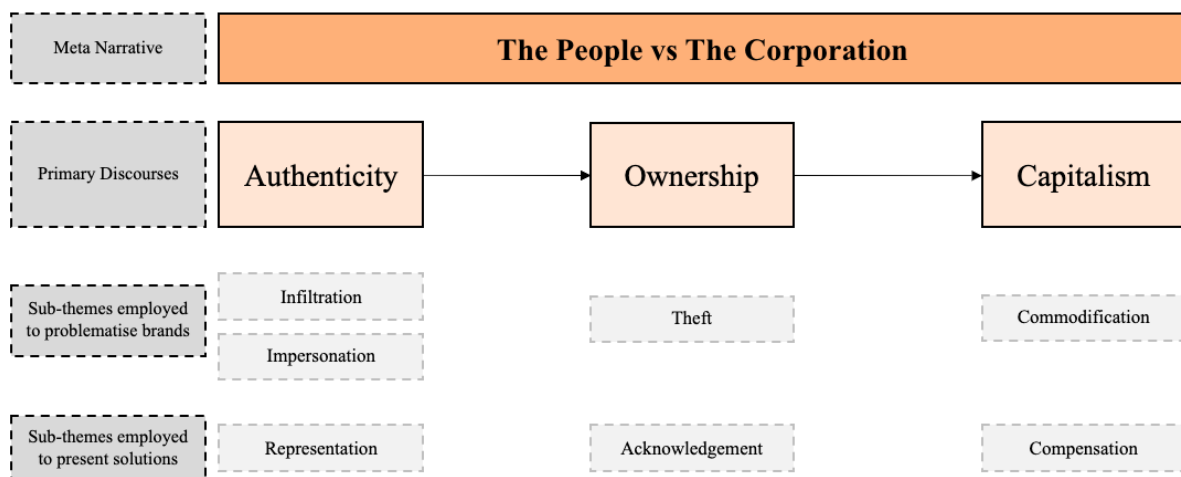 Meta Narrative
The People vs The Corporation
Primary Discourses
Authenticity
Ownership
Capitalism
Sub-themes employed
to problematise brands
Infiltration
Impersonation
Theft
Commodification
Sub-themes employed
to present solutions
Representation
Acknowledgement
Compensation